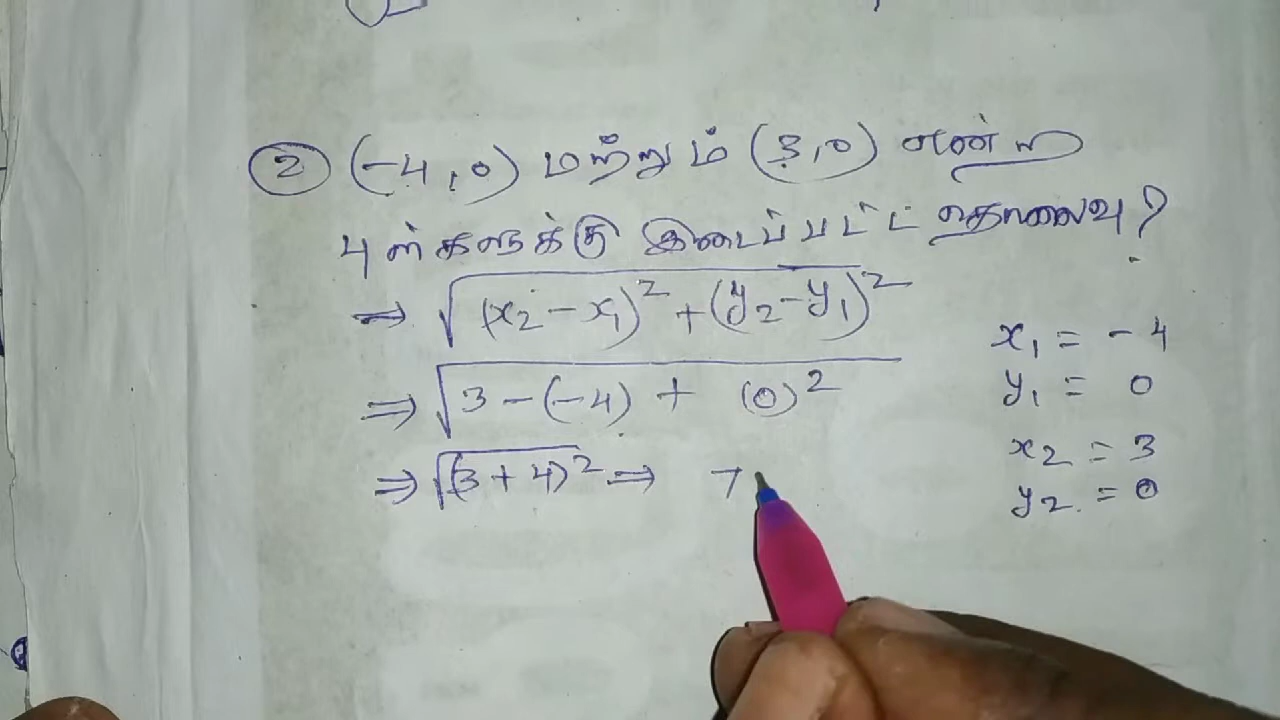 ② (-4,0) மற்றும் (3,0) என்ற
புள்களுக்கு இடைப்பட்ட தொலைவு?
⇒ √(x₂-x₁)²+(y₂-y₁)²
⇒ √3-(-4) + (0)²
⇒ √(3+4)² ⇒ 7
x₁ = -4
y₁ = 0
x₂ = 3
y₂ = 0